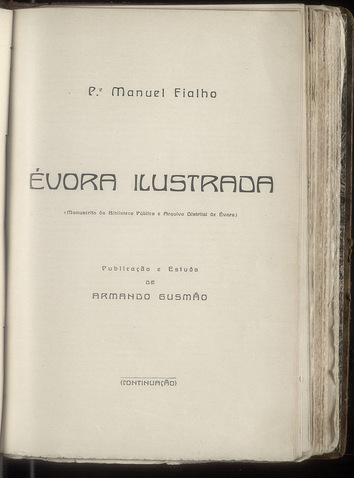 P.e Manuel Fialho
ÉVORA ILUSTRADA
(Manuscrito da Biblioteca Pública e Arquivo Distrital de Évora)
Publicação e Estudo
DE
ARMANDO GUSMÃO
(CONTINUAÇÃO)